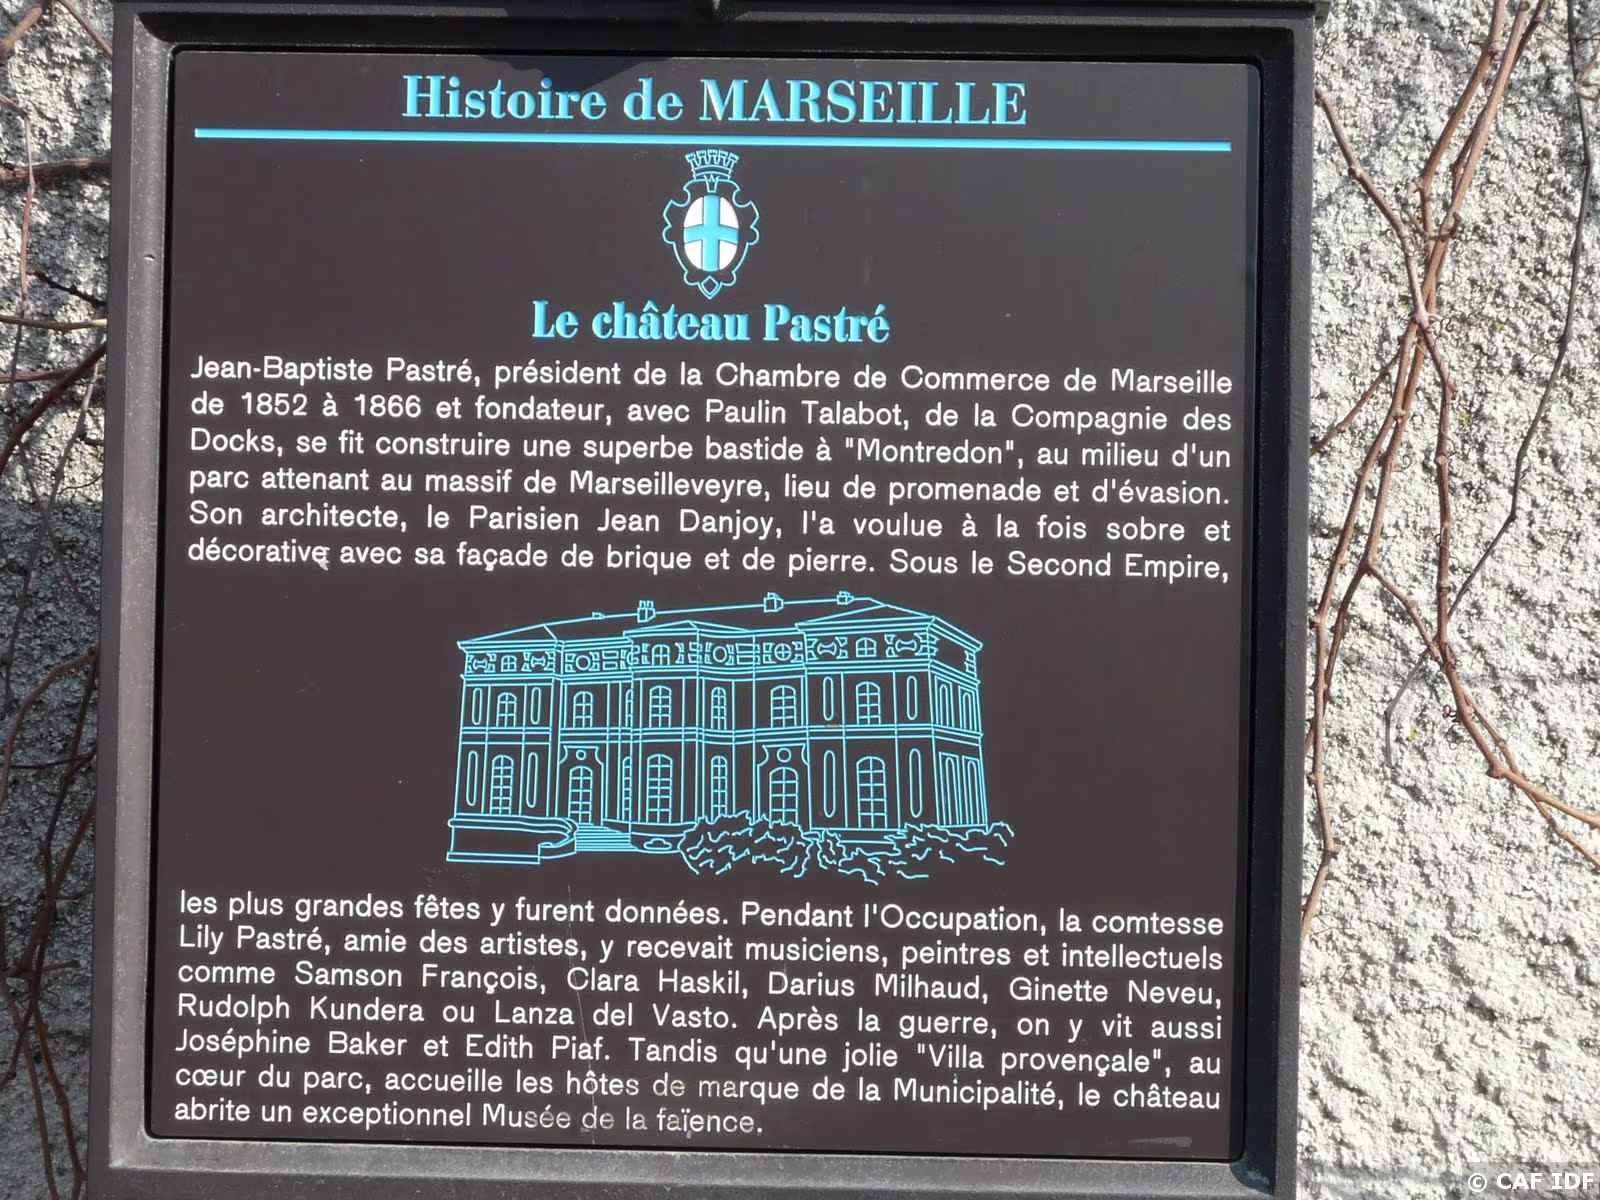 Histoire de MARSEILLE
Le château Pastré
Jean-Baptiste Pastré, président de la Chambre de Commerce de Marseille
de 1852 à 1866 et fondateur, avec Paulin Talabot, de la Compagnie des
Docks, se fit construire une superbe bastide à "Montredon", au milieu d'un
parc attenant au massif de Marseilleveyre, lieu de promenade et d'évasion.
Son architecte, le Parisien Jean Danjoy, l'a voulue à la fois sobre et
décorative avec sa façade de brique et de pierre. Sous le Second Empire,
les plus grandes fêtes y furent données. Pendant l'Occupation, la comtesse
Lily Pastré, amie des artistes, y recevait musiciens, peintres et intellectuels
comme Samson François, Clara Haskil, Darius Milhaud, Ginette Neveu,
Rudolph Kundera ou Lanza del Vasto. Après la guerre, on y vit aussi
Joséphine Baker et Edith Piaf. Tandis qu'une jolie "Villa provençale", au
cœur du parc, accueille les hôtes de marque de la Municipalité, le château
abrite un exceptionnel Musée de la faïence.
© CAF IDF